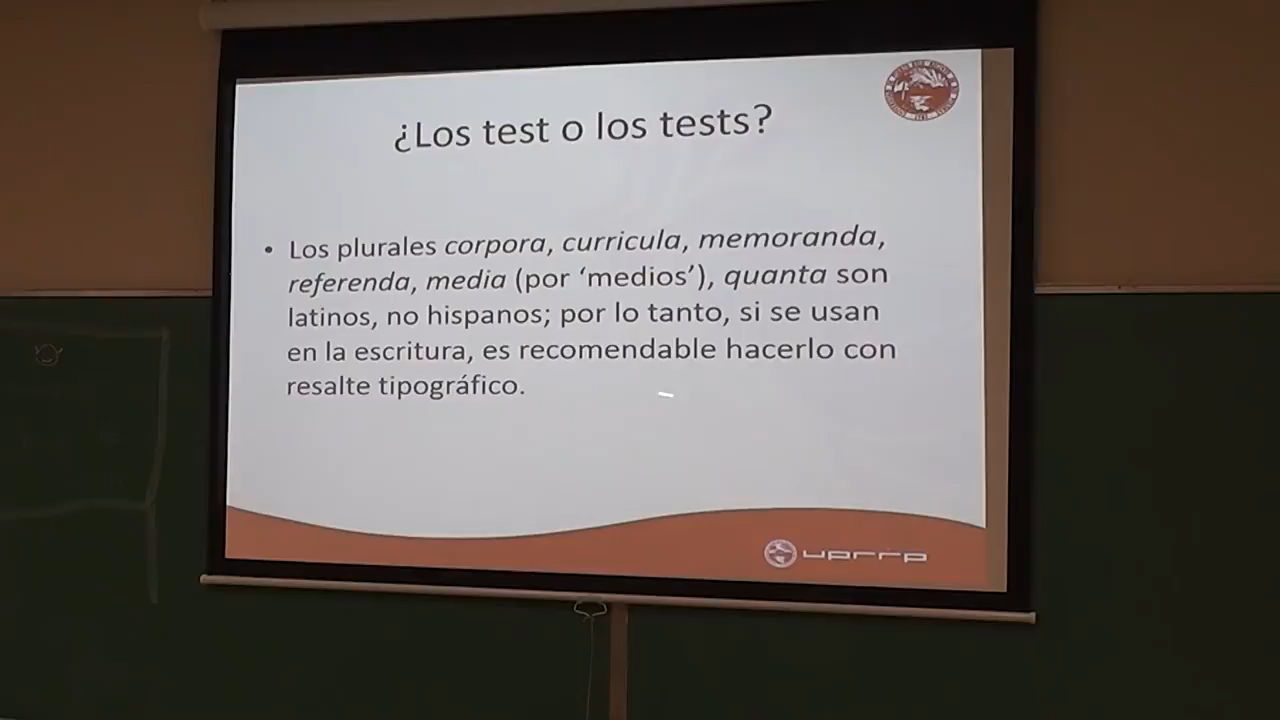 ¿Los test o los tests?
• Los plurales corpora, curricula, memoranda,
referenda, media (por ‘medios’), quanta son
latinos, no hispanos; por lo tanto, si se usan
en la escritura, es recomendable hacerlo con
resalte tipográfico.
uprrp